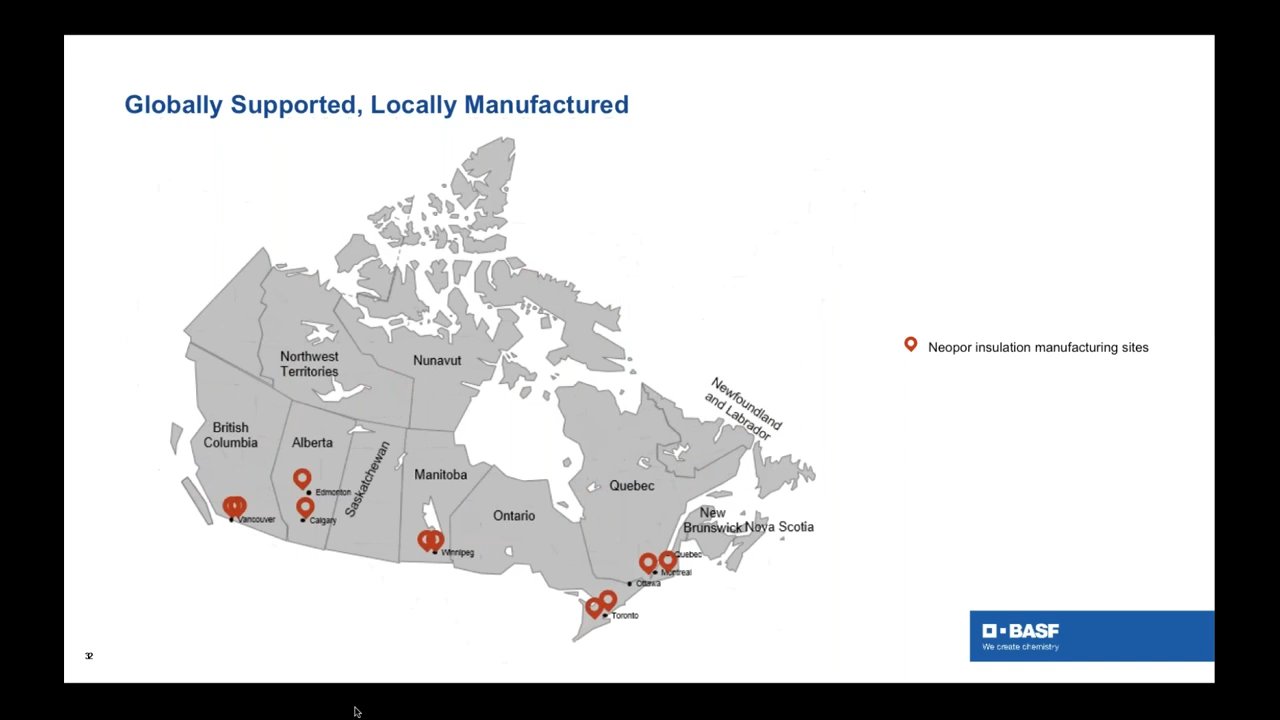 Globally Supported, Locally Manufactured
Northwest
Territories
Nunavut
Neopor insulation manufacturing sites
Newfoundland
and Labrador
British
Columbia
Alberta
Saskatchewan
Manitoba
Quebec
Ontario
New
Brunswick
Nova Scotia
Edmonton
Vancouver
Calgary
Winnipeg
Quebec
Montreal
Ottawa
Toronto
BASF
We create chemistry
32